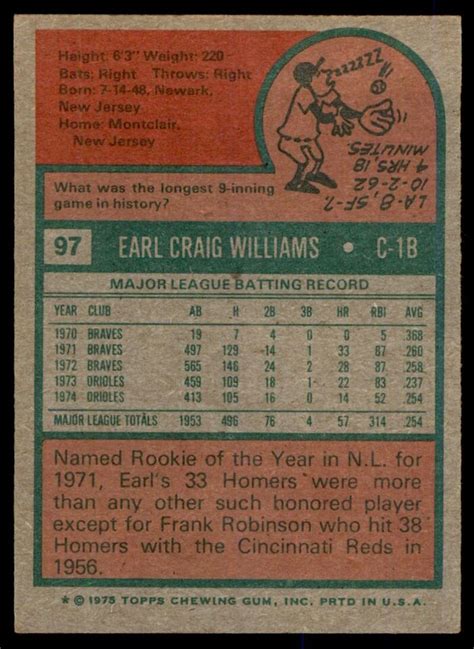 Height: 6'3" Weight: 220
Bats: Right Throws: Right
Born: 7-14-48, Newark,
New Jersey
Home: Montclair,
New Jersey
ZZZZZZZ
LA-8, SF-7.
10-2-62
4 HRS, 18
MINUTES.
What was the longest 9-inning
game in history?
97 EARL CRAIG WILLIAMS • C-1B
MAJOR LEAGUE BATTING RECORD
YEAR CLUB AB H 2B 3B HR RBI AVG
1970 BRAVES 19 7 4 0 0 5 368
1971 BRAVES 497 129 14 1 33 87 260
1972 BRAVES 565 146 24 2 28 87 258
1973 ORIOLES 459 109 18 1 22 83 237
1974 ORIOLES 413 105 16 0 14 52 254
MAJOR LEAGUE TOTALS 1953 496 76 4 57 314 254
Named Rookie of the Year in N.L. for
1971, Earl's 33 Homers were more
than any other such honored player
except for Frank Robinson who hit 38
Homers with the Cincinnati Reds in
1956.
* © 1975 TOPPS CHEWING GUM, INC. PRTD IN U.S.A.